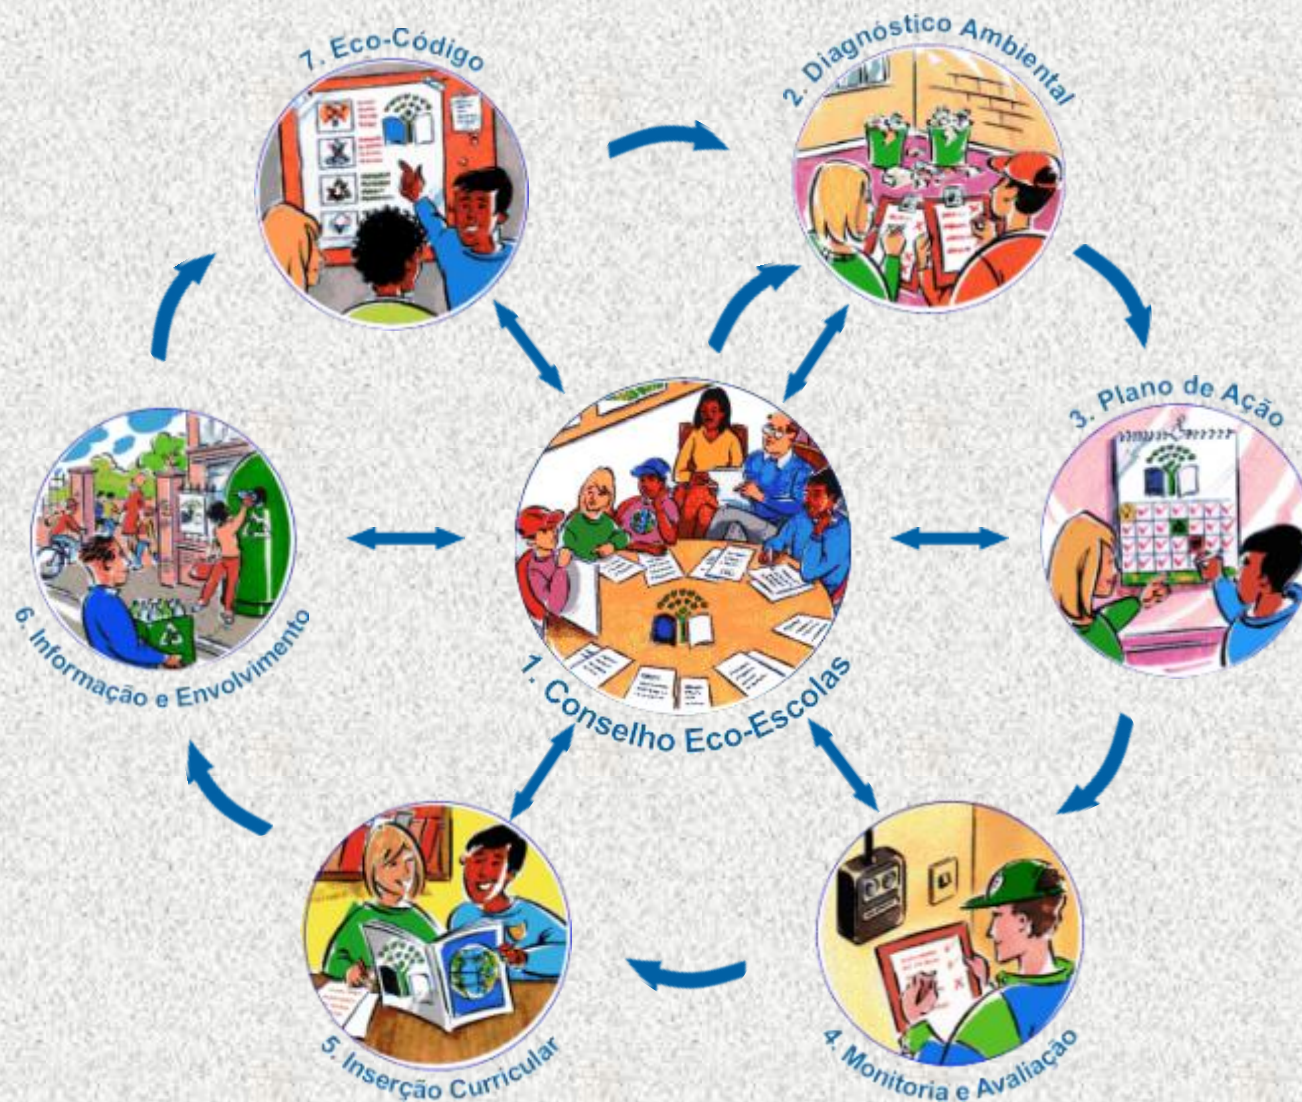 7. Eco-Código
2. Diagnóstico Ambiental
3. Plano de Ação
1. Conselho Eco-Escolas
6. Informação e Envolvimento
5. Inserção Curricular
4. Monitoria e Avaliação